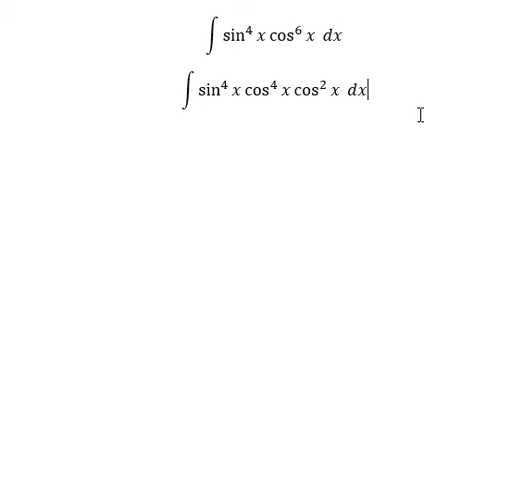 ∫ sin⁴ x cos⁶ x dx
∫ sin⁴ x cos⁴ x cos² x dx